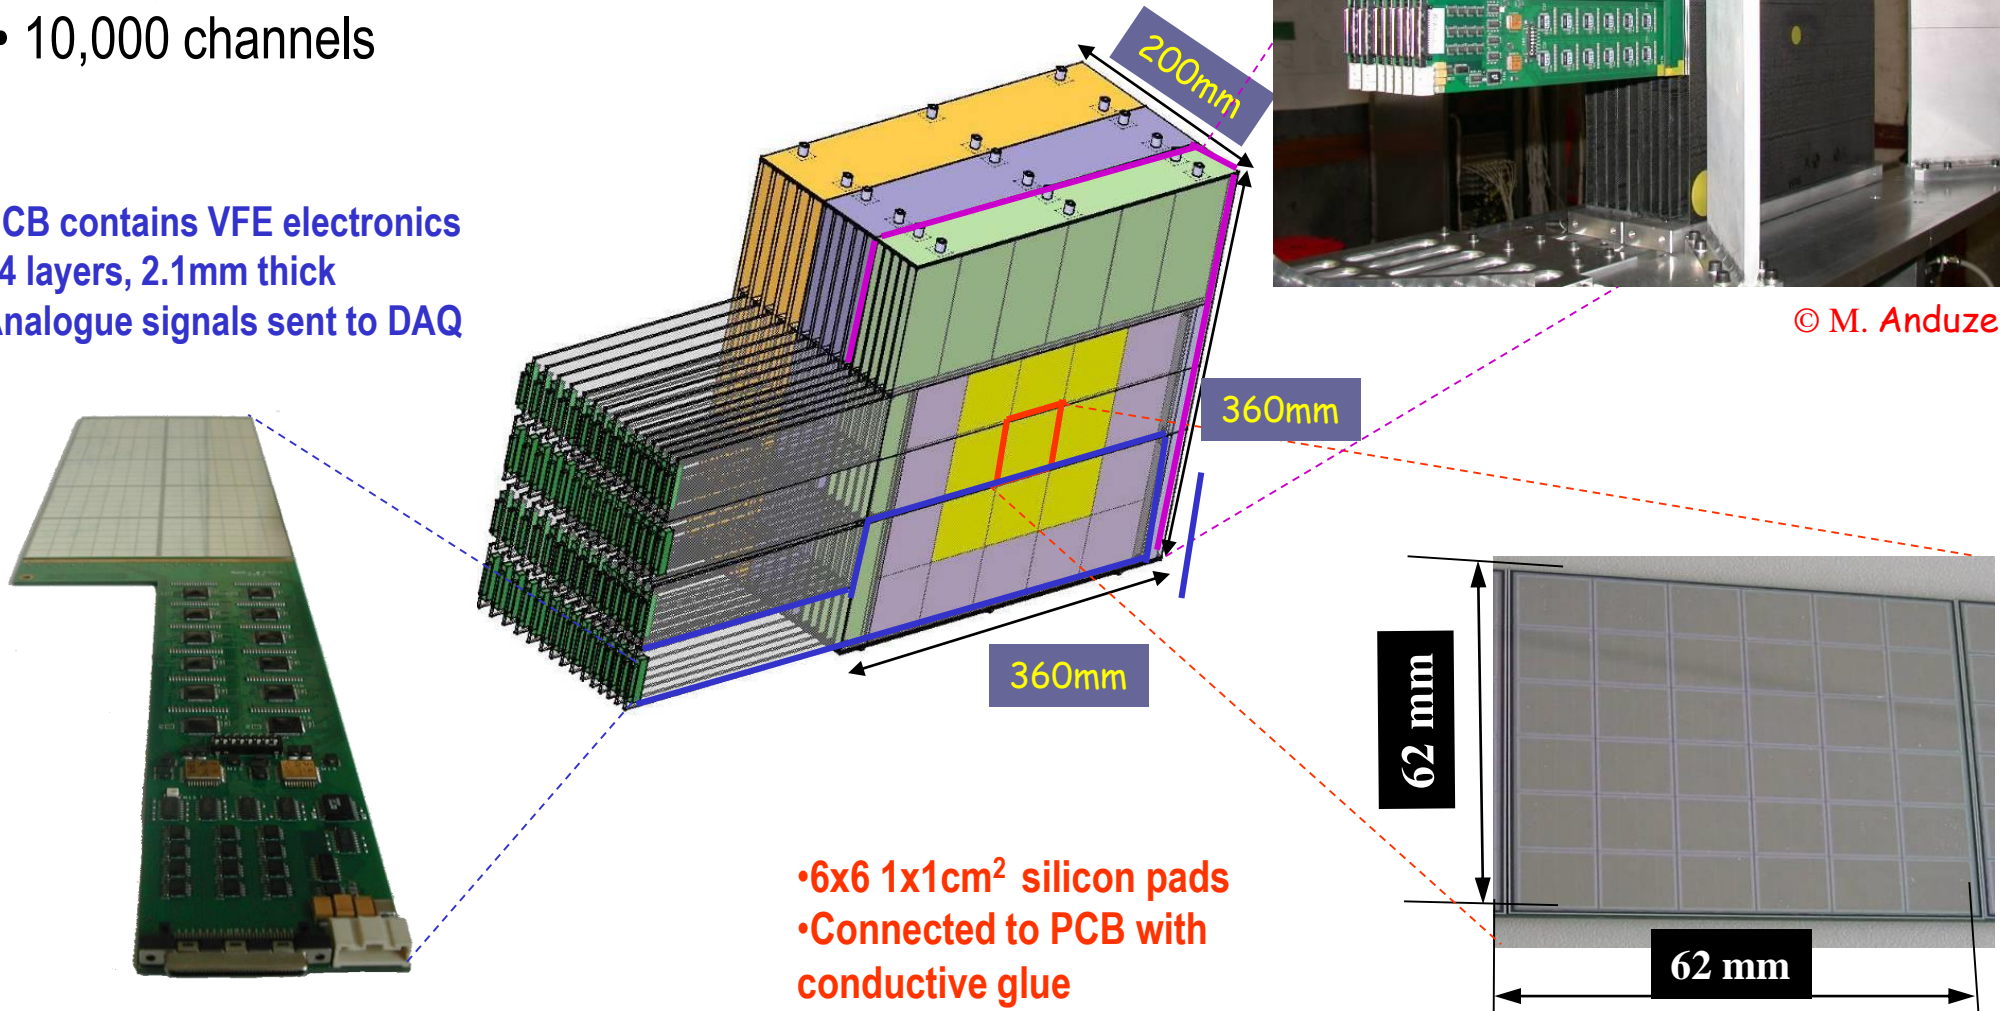 • 10,000 channels
200mm
CB contains VFE electronics
4 layers, 2.1mm thick
Analogue signals sent to DAQ
© M. Anduze
360mm
360mm
62 mm
62 mm
•6x6 1x1cm² silicon pads
•Connected to PCB with
conductive glue